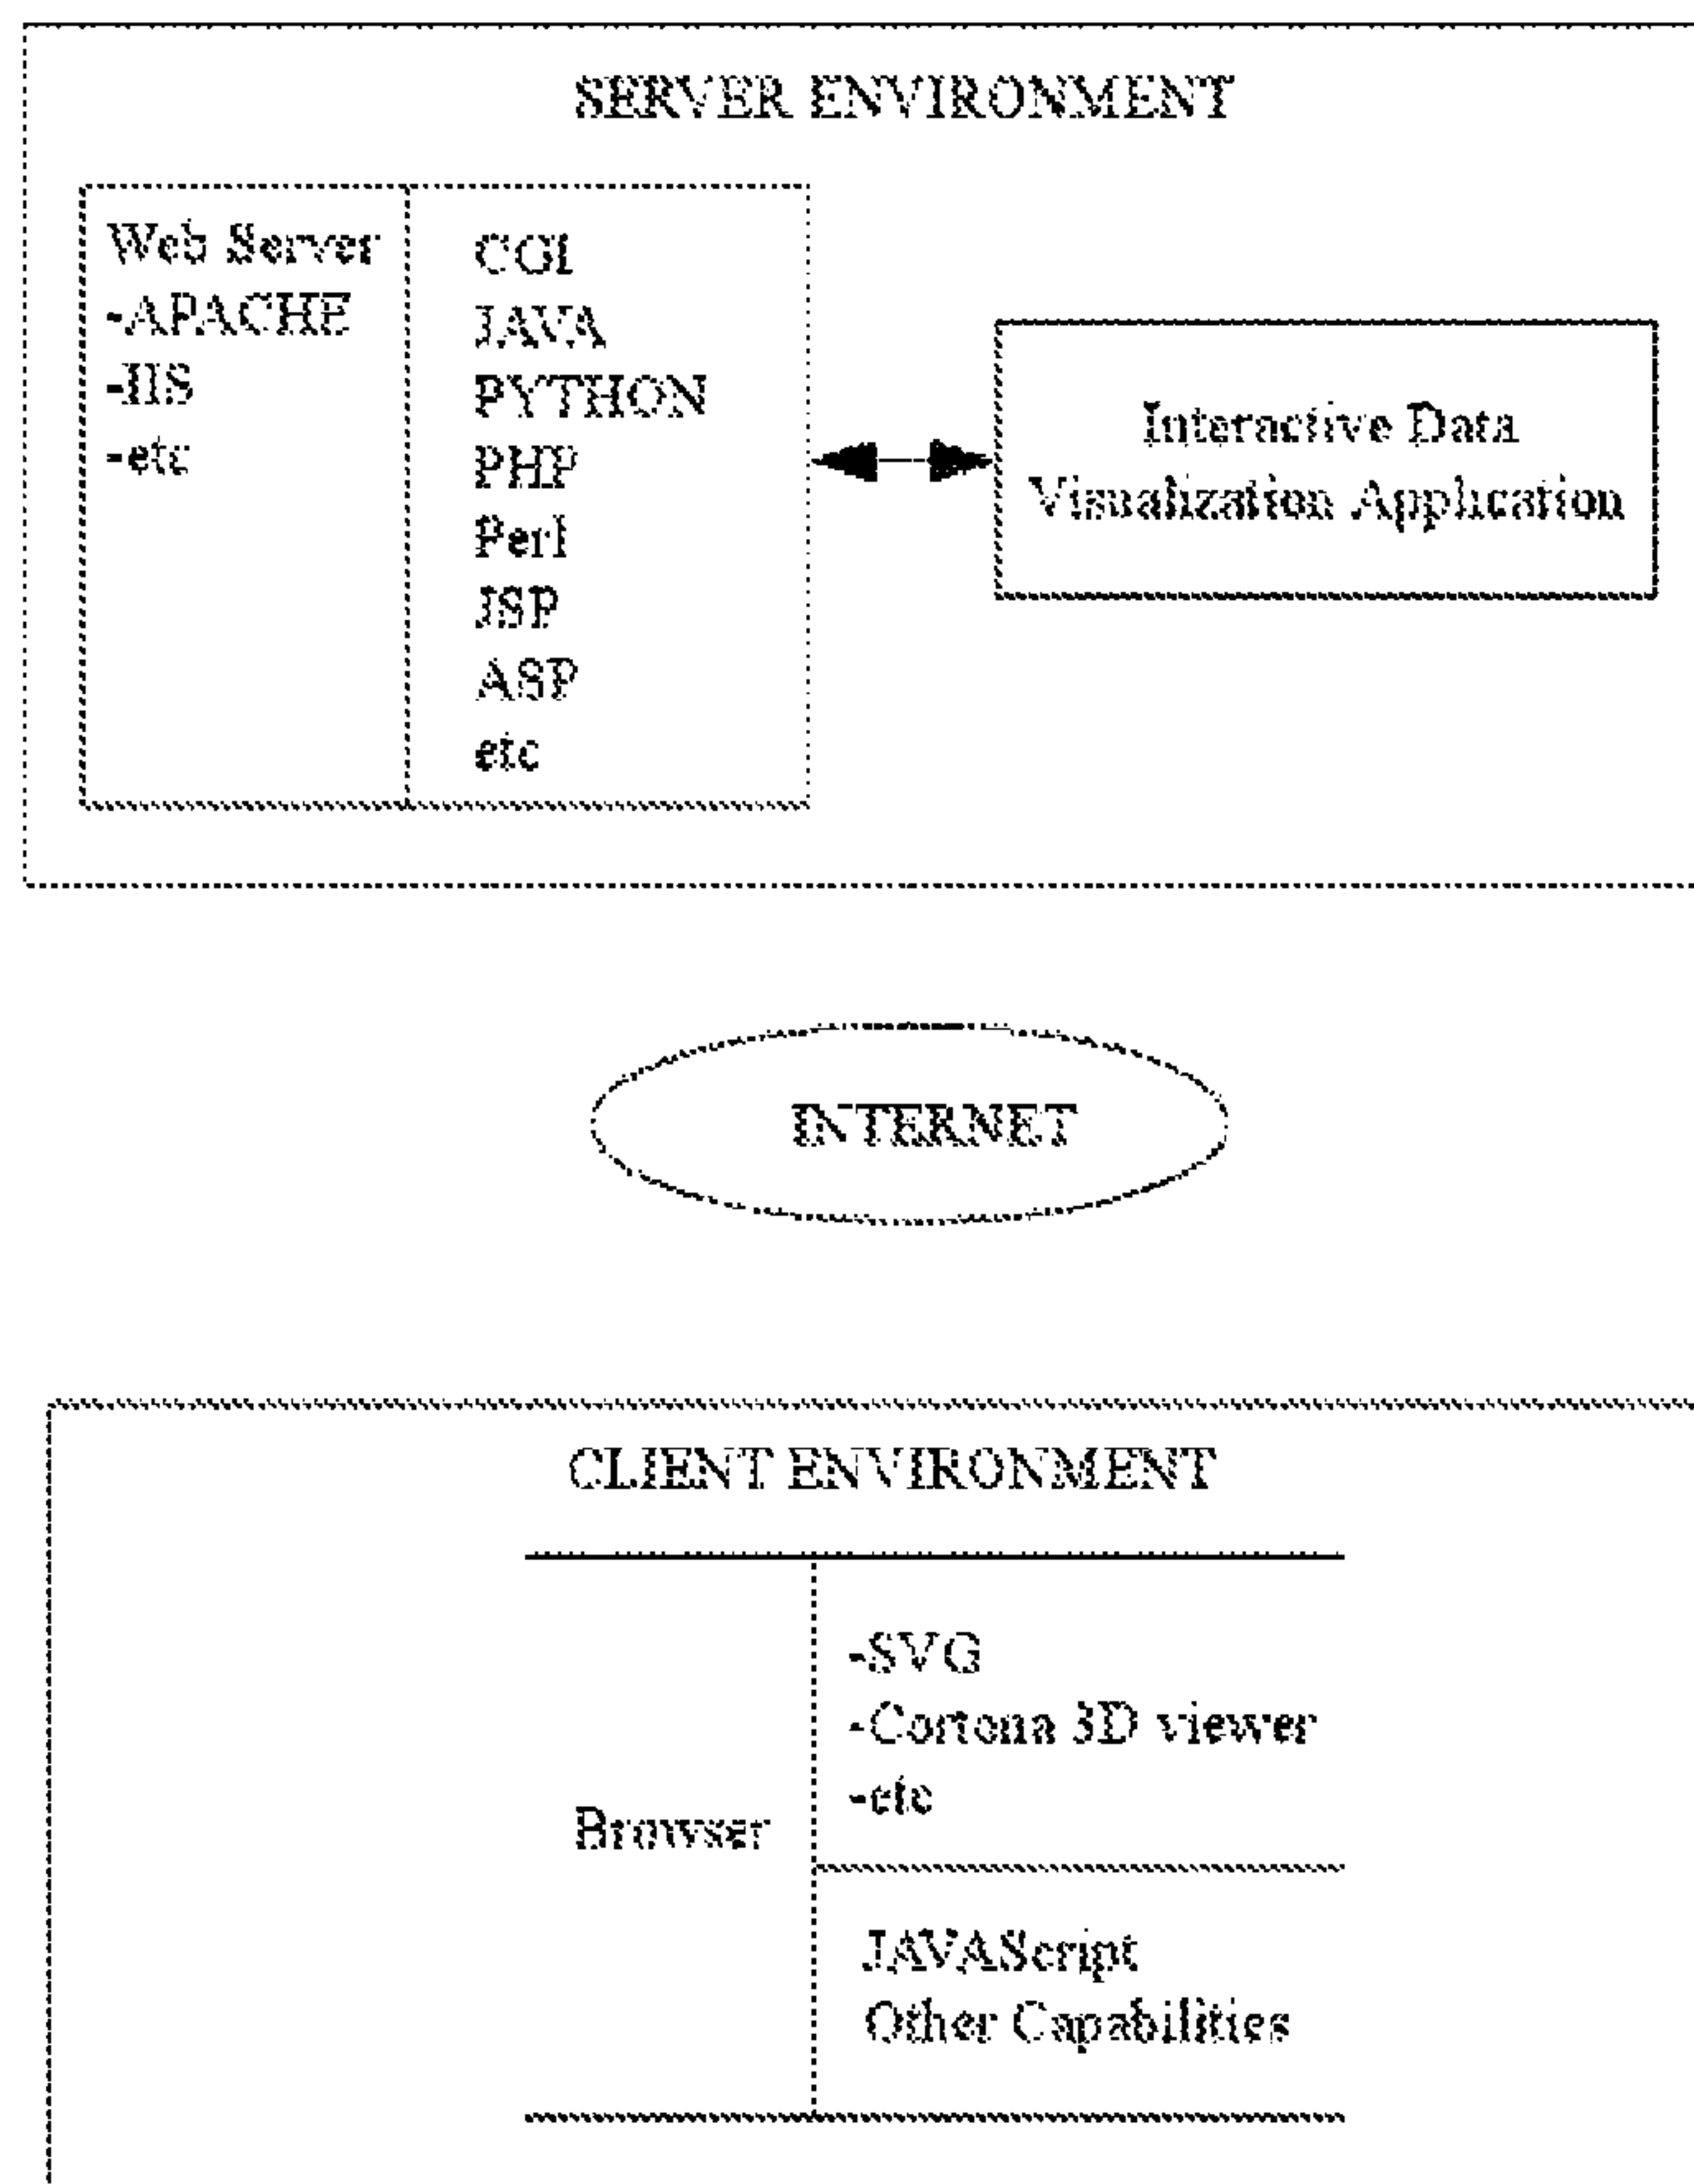 SERVER ENVIRONMENT
Web Server
-APACHE
-IIS
-etc
CGI
JAVA
PYTHON
PHP
Perl
JSP
ASP
etc
Interactive Data
Visualization Application
INTERNET
CLIENT ENVIRONMENT
Browser
-SVG
-Cortona 3D viewer
-etc
JAVAScript
Other Capabilities